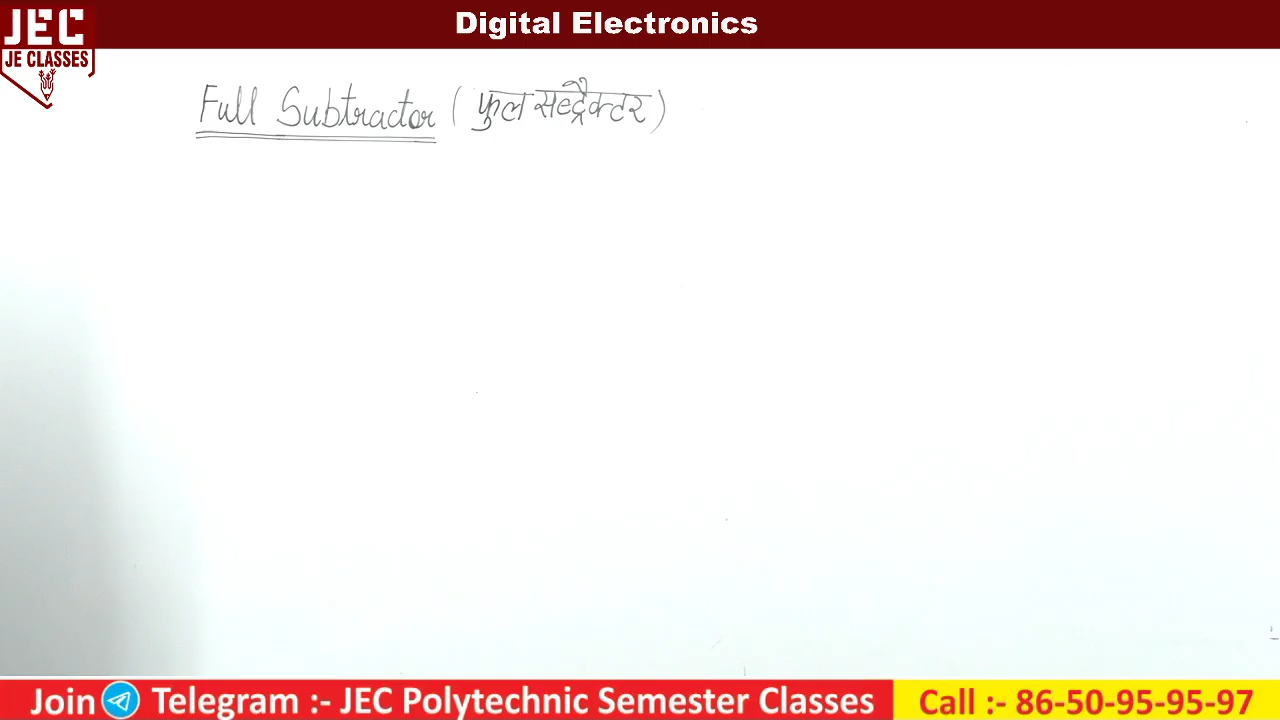 Digital Electronics
JEC
JE CLASSES
Full Subtractor ( फुल सब्ट्रैक्टर )
Join Telegram :- JEC Polytechnic Semester Classes
Call :- 86-50-95-95-97